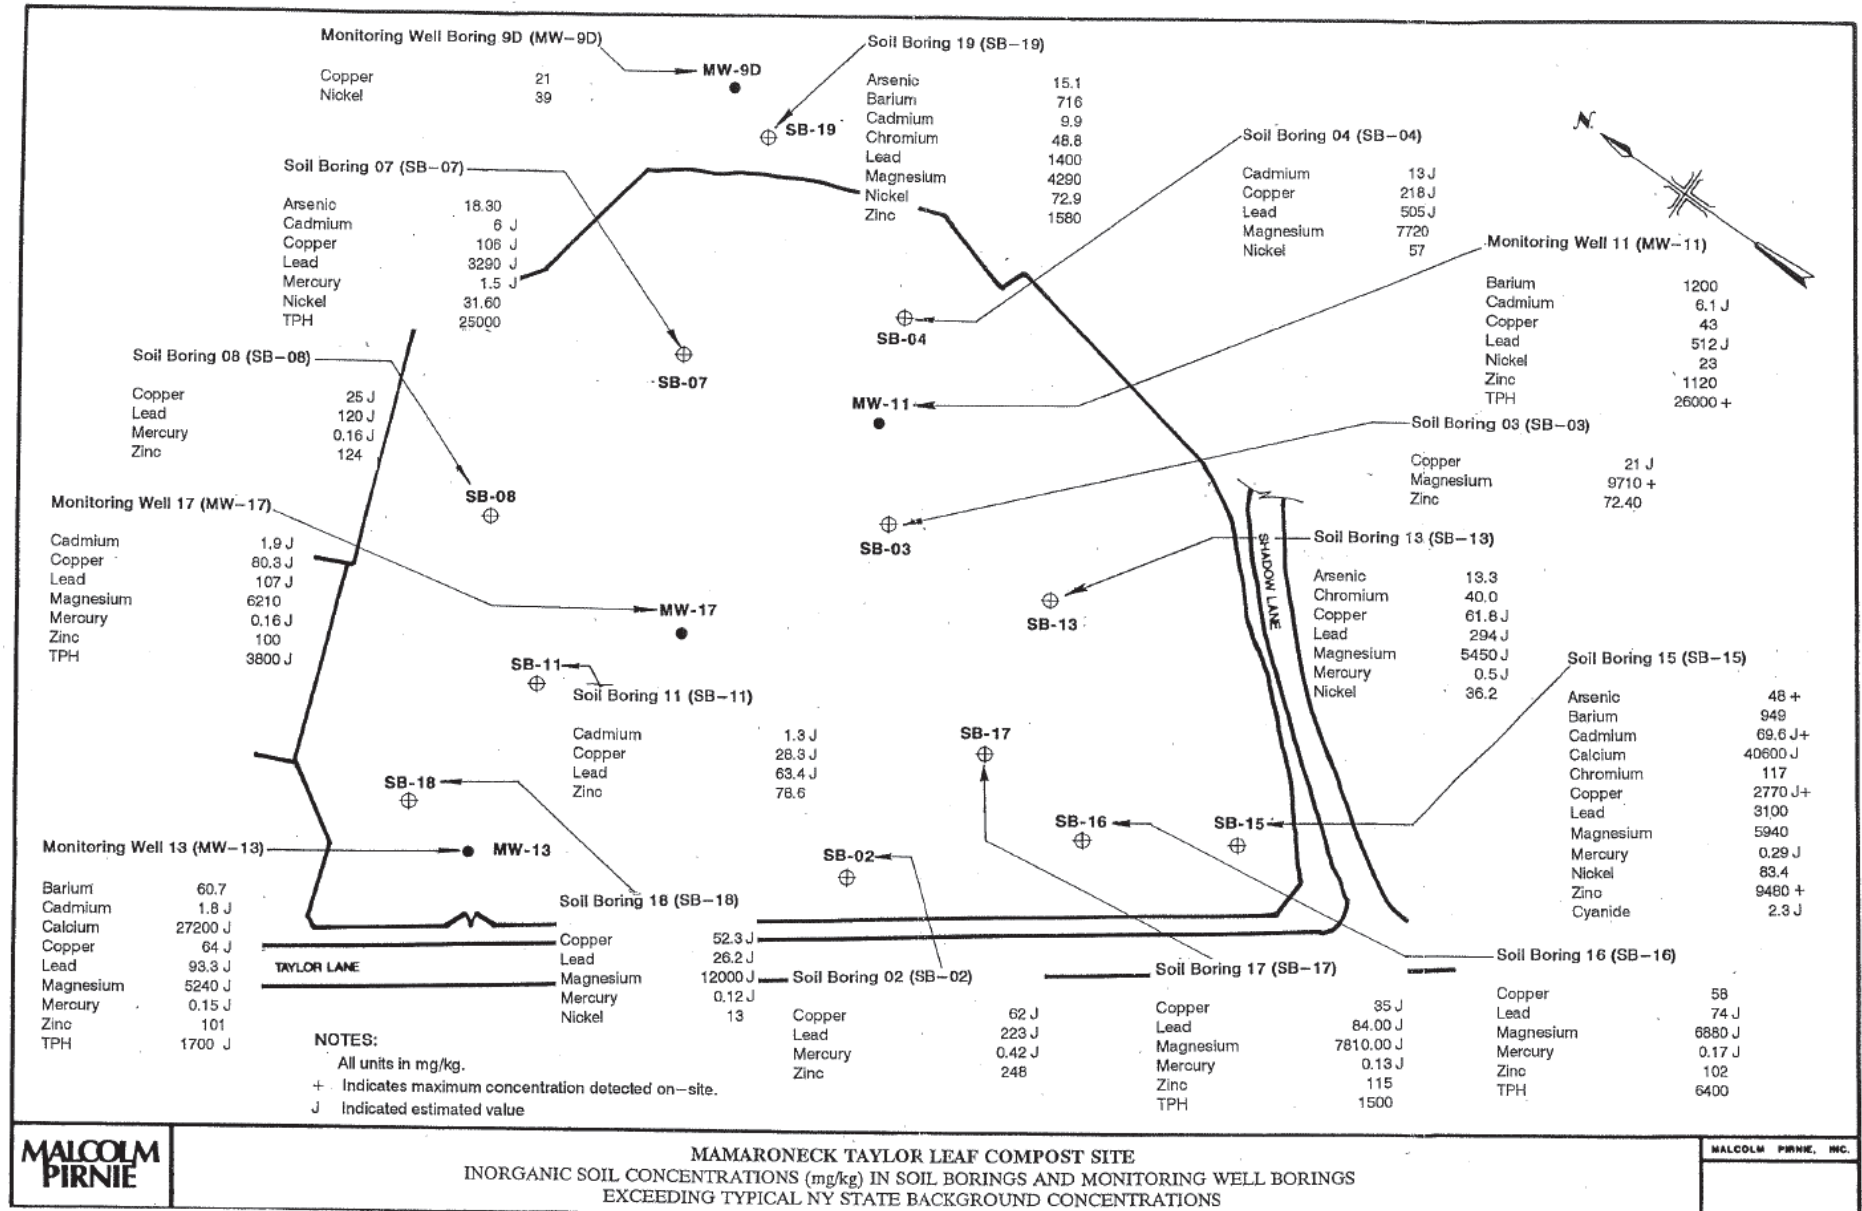 Monitoring Well Boring 9D (MW-9D)
Copper 21
Nickel 39
MW-9D
Soil Boring 19 (SB-19)
Arsenic 15.1
Barium 716
Cadmium 9.9
Chromium 48.8
Lead 1400
Magnesium 4290
Nickel 72.9
Zinc 1580
SB-19
Soil Boring 04 (SB-04)
Cadmium 13 J
Copper 218 J
Lead 505 J
Magnesium 7720
Nickel 57
N.
Soil Boring 07 (SB-07)
Arsenic 18.30
Cadmium 6 J
Copper 106 J
Lead 3290 J
Mercury 1.5 J
Nickel 31.60
TPH 25000
Monitoring Well 11 (MW-11)
Barium 1200
Cadmium 6.1 J
Copper 43
Lead 512 J
Nickel 23
Zinc 1120
TPH 26000 +
SB-04
SB-07
Soil Boring 08 (SB-08)
Copper 25 J
Lead 120 J
Mercury 0.16 J
Zinc 124
MW-11
Soil Boring 03 (SB-03)
Copper 21 J
Magnesium 9710 +
Zinc 72.40
SB-08
SB-03
Monitoring Well 17 (MW-17)
Cadmium 1.9 J
Copper 80.3 J
Lead 107 J
Magnesium 6210
Mercury 0.16 J
Zinc 100
TPH 3800 J
SHADOW LANE
Soil Boring 13 (SB-13)
Arsenic 13.3
Chromium 40.0
Copper 61.8 J
Lead 294 J
Magnesium 5450 J
Mercury 0.5 J
Nickel 36.2
MW-17
SB-13
SB-11
Soil Boring 11 (SB-11)
Cadmium 1.3 J
Copper 28.3 J
Lead 63.4 J
Zinc 78.6
Soil Boring 15 (SB-15)
Arsenic 48 +
Barium 949
Cadmium 69.6 J+
Calcium 40600 J
Chromium 117
Copper 2770 J+
Lead 3100
Magnesium 5940
Mercury 0.29 J
Nickel 83.4
Zinc 9480 +
Cyanide 2.3 J
SB-17
SB-18
SB-16
SB-15
SB-02
Monitoring Well 13 (MW-13)
MW-13
Barium 60.7
Cadmium 1.8 J
Calcium 27200 J
Copper 64 J
Lead 93.3 J
Magnesium 5240 J
Mercury 0.15 J
Zinc 101
TPH 1700 J
TAYLOR LANE
Soil Boring 18 (SB-18)
Copper 52.3 J
Lead 26.2 J
Magnesium 12000 J
Mercury 0.12 J
Nickel 13
Soil Boring 02 (SB-02)
Copper 62 J
Lead 223 J
Mercury 0.42 J
Zinc 248
Soil Boring 17 (SB-17)
Copper 35 J
Lead 84.00 J
Magnesium 7810.00 J
Mercury 0.13 J
Zinc 115
TPH 1500
Soil Boring 16 (SB-16)
Copper 58
Lead 74 J
Magnesium 6880 J
Mercury 0.17 J
Zinc 102
TPH 6400
NOTES:
All units in mg/kg.
+ Indicates maximum concentration detected on-site.
J Indicated estimated value
MALCOLM
PIRNIE
MAMARONECK TAYLOR LEAF COMPOST SITE
INORGANIC SOIL CONCENTRATIONS (mg/kg) IN SOIL BORINGS AND MONITORING WELL BORINGS
EXCEEDING TYPICAL NY STATE BACKGROUND CONCENTRATIONS
MALCOLM PIRNIE, INC.